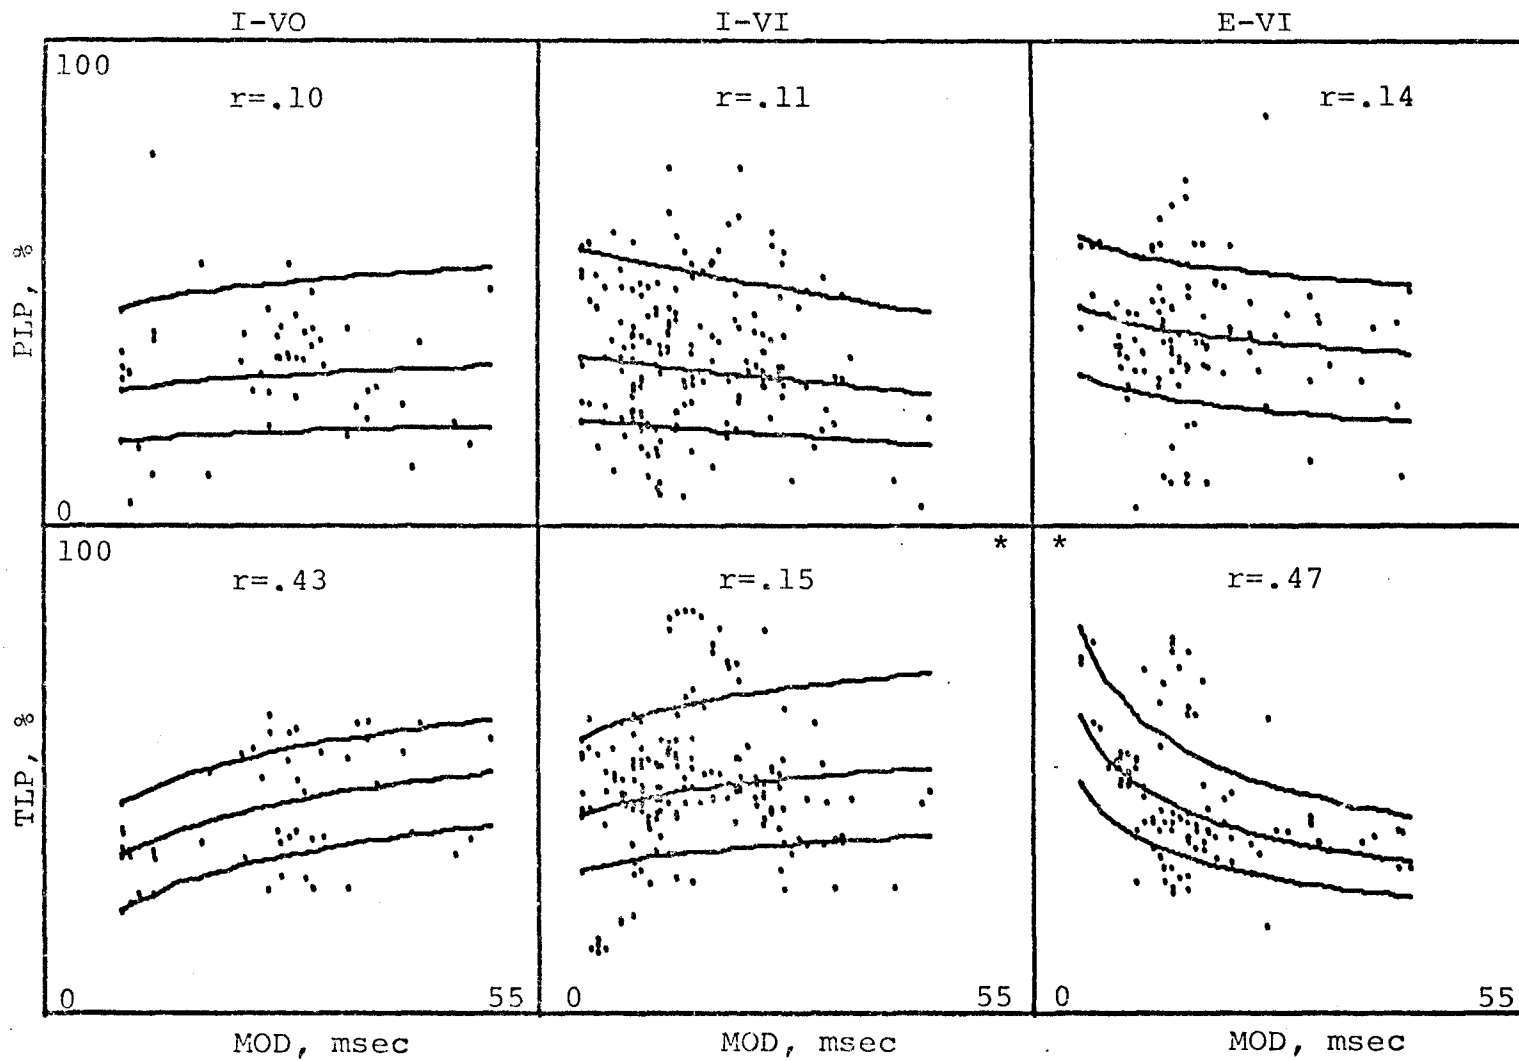 I-VO I-VI E-VI
100
r=.10 r=.11 r=.14
PLP, %
0
100 * *
r=.43 r=.15 r=.47
TLP, %
0 55 0 55 0 55
MOD, msec MOD, msec MOD, msec